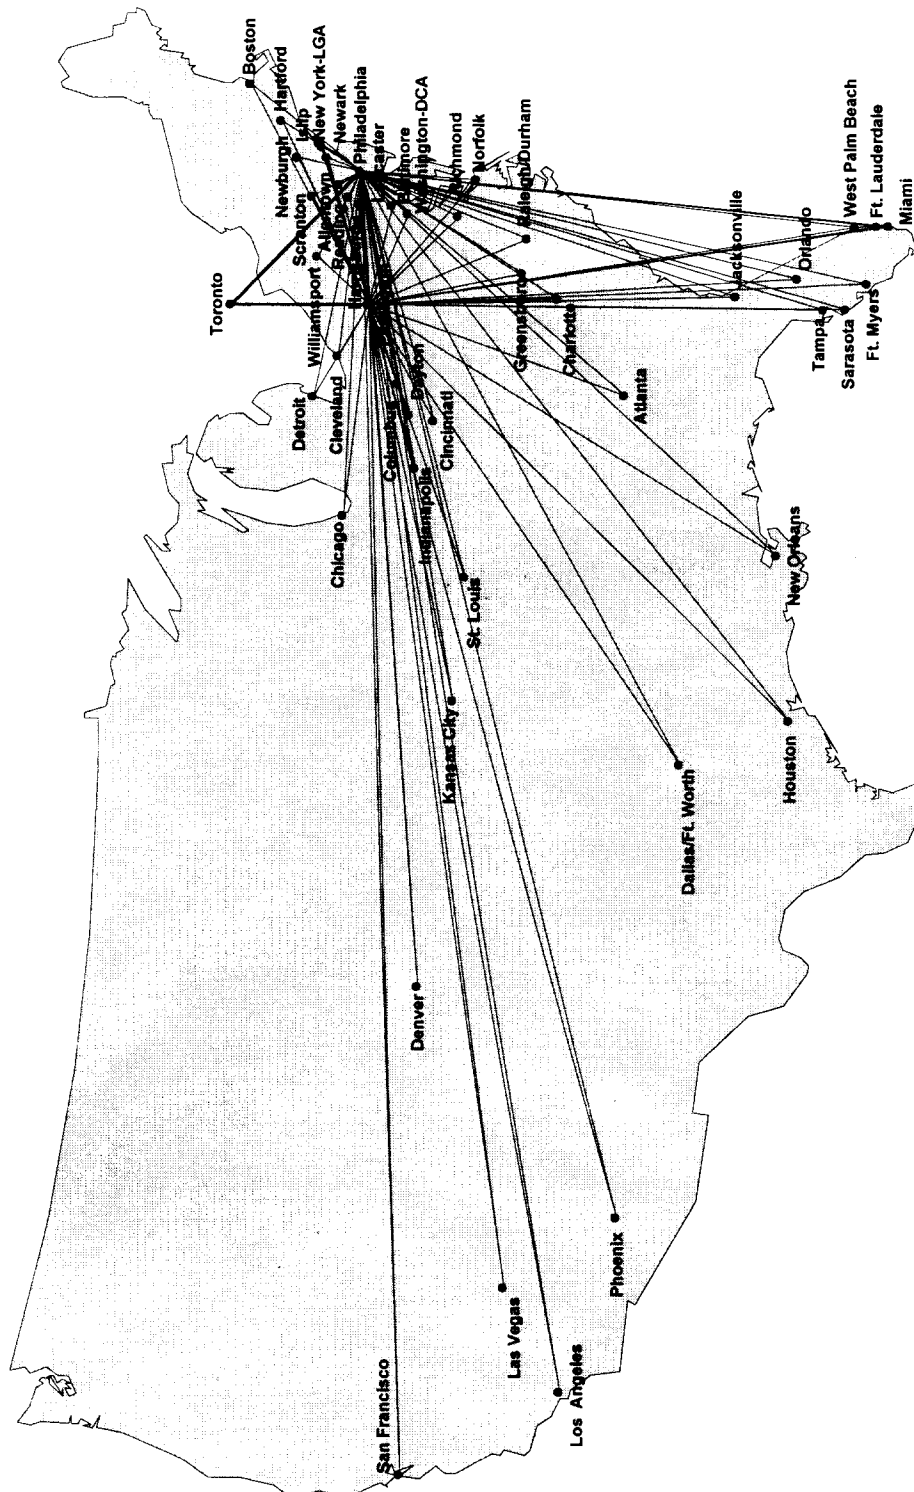 Boston
Hartford
Islip
New York-LGA
Newark
Philadelphia
Newburgh
Scranton
Allentown
Williamsport
Toronto
Washington-DCA
Richmond
Norfolk
Raleigh/Durham
Greensboro
Charlotte
Detroit
Cleveland
Columbus
Dayton
Cincinnati
Indianapolis
Chicago
St. Louis
Kansas City
Atlanta
Jacksonville
Orlando
West Palm Beach
Ft. Lauderdale
Miami
Tampa
Sarasota
Ft. Myers
New Orleans
Houston
Dallas/Ft. Worth
Denver
Phoenix
Las Vegas
Los Angeles
San Francisco